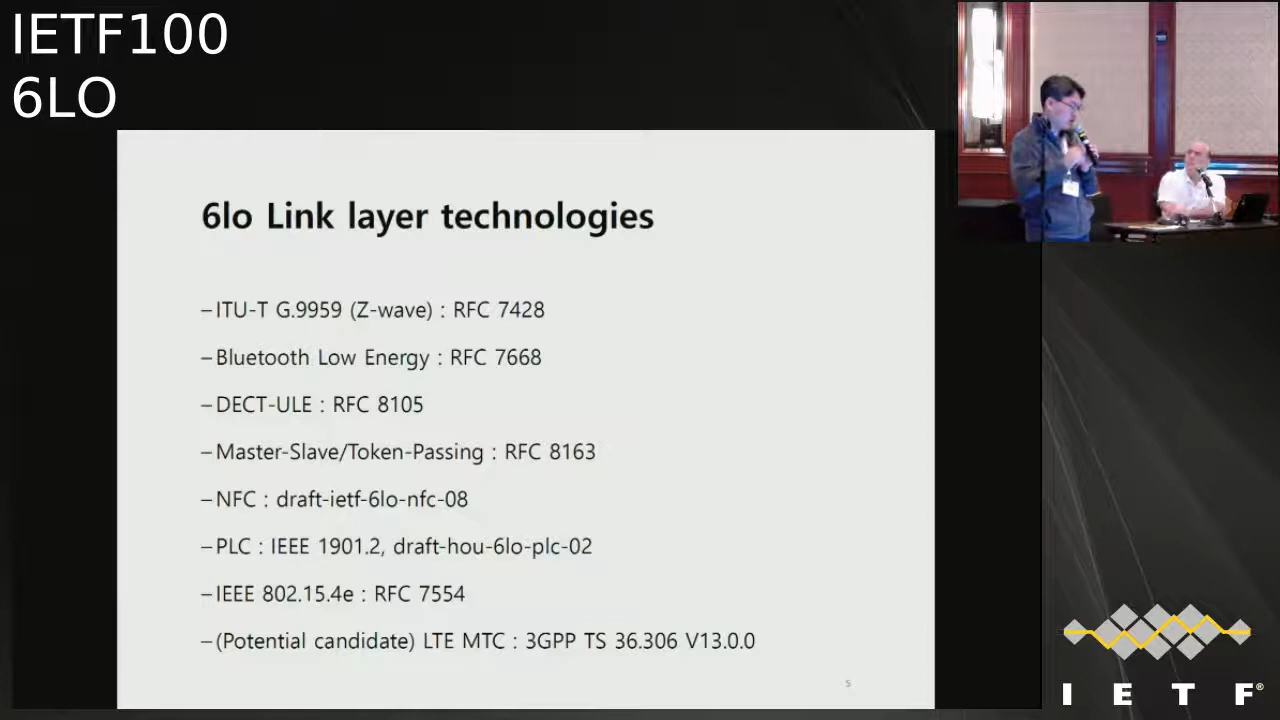 IETF100
6LO
6lo Link layer technologies
–ITU-T G.9959 (Z-wave) : RFC 7428
–Bluetooth Low Energy : RFC 7668
–DECT-ULE : RFC 8105
–Master-Slave/Token-Passing : RFC 8163
–NFC : draft-ietf-6lo-nfc-08
–PLC : IEEE 1901.2, draft-hou-6lo-plc-02
–IEEE 802.15.4e : RFC 7554
–(Potential candidate) LTE MTC : 3GPP TS 36.306 V13.0.0
5
I E T F®